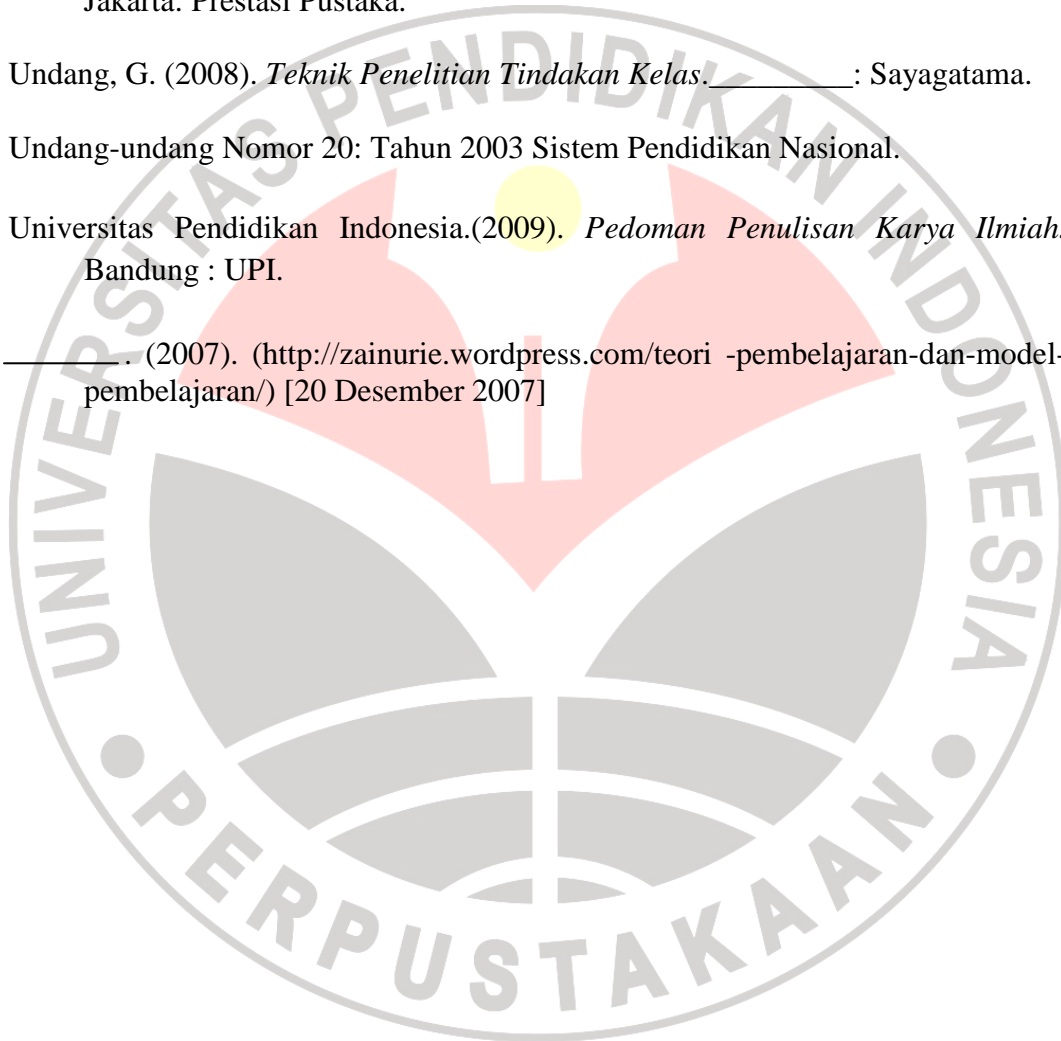 Jakarta: Prestasi Pustaka.
Undang, G. (2008). Teknik Penelitian Tindakan Kelas._________: Sayagatama.
Undang-undang Nomor 20: Tahun 2003 Sistem Pendidikan Nasional.
Universitas Pendidikan Indonesia.(2009). Pedoman Penulisan Karya Ilmiah.
Bandung : UPI.
_______. (2007). (http://zainurie.wordpress.com/teori -pembelajaran-dan-model-
pembelajaran/) [20 Desember 2007]
UNIVERSITAS PENDIDIKAN INDONESIA
PERPUSTAKAAN